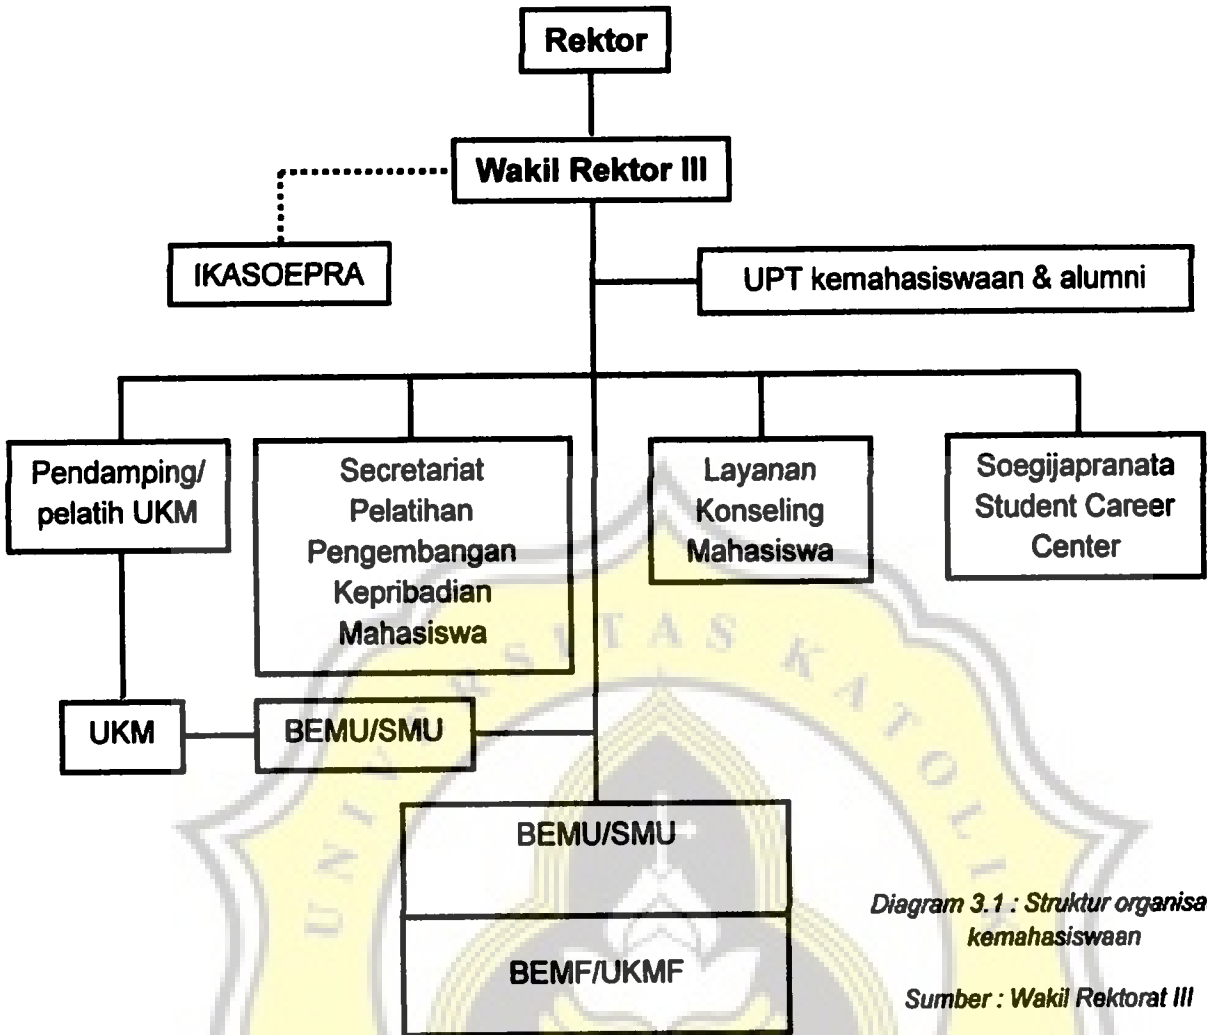 Rektor
Wakil Rektor III
IKASOEPRA
UPT kemahasiswaan & alumni
Pendamping/
pelatih UKM
Secretariat
Pelatihan
Pengembangan
Kepribadian
Mahasiswa
Layanan
Konseling
Mahasiswa
Soegijapranata
Student Career
Center
UKM
BEMU/SMU
BEMU/SMU
BEMF/UKMF
Diagram 3.1 : Struktur organisa
kemahasiswaan
Sumber : Wakil Rektorat III
UNIVERSITAS KATOLI